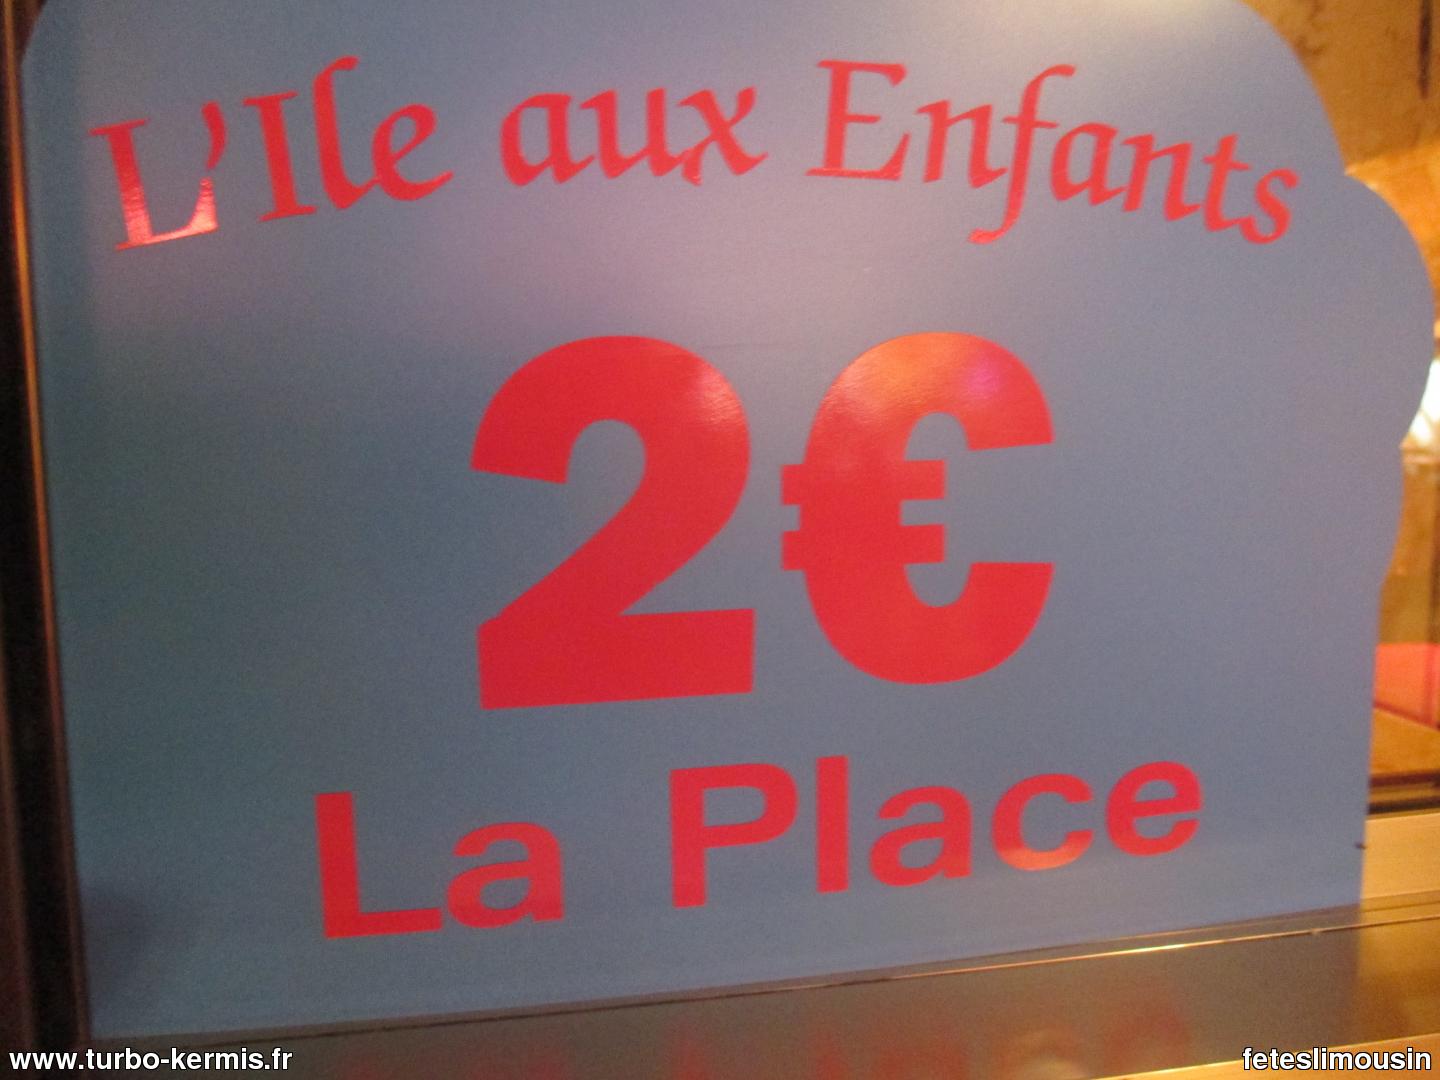 L'Ile aux Enfants
2€
La Place
www.turbo-kermis.fr
feteslimousin